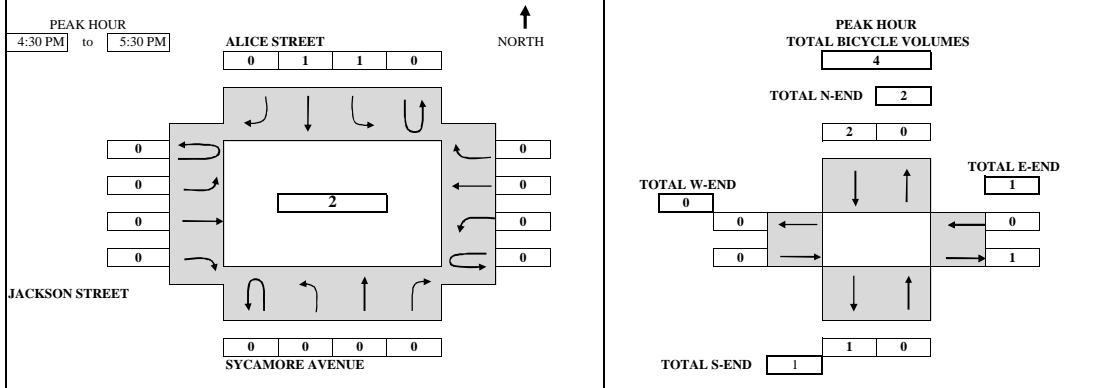 PEAK HOUR
4:30 PM to 5:30 PM
ALICE STREET
NORTH
0 1 1 0
0 0
0 0
2
0 0
0 0
JACKSON STREET
0 0 0 0
SYCAMORE AVENUE
PEAK HOUR
TOTAL BICYCLE VOLUMES
4
TOTAL N-END 2
2 0
TOTAL E-END
TOTAL W-END 1
0
0 0
0 1
1 0
TOTAL S-END 1